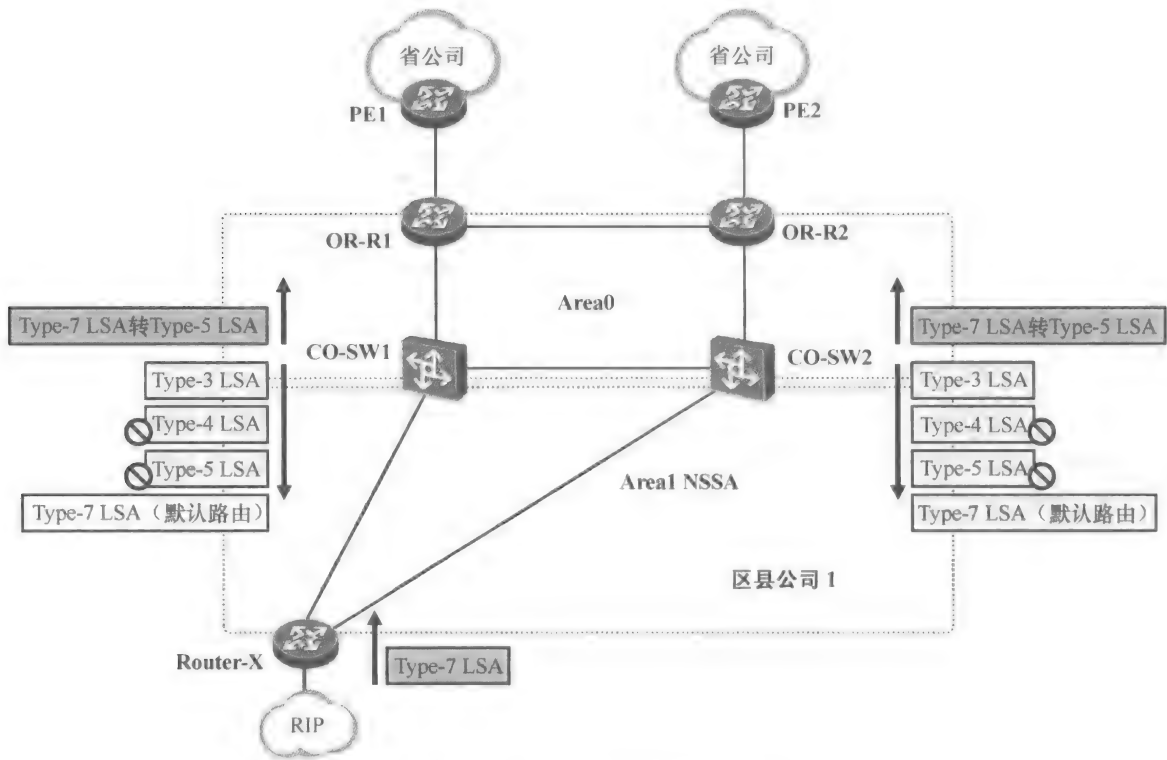 省公司
省公司
PE1
PE2
OR-R1
OR-R2
Area0
Type-7 LSA转Type-5 LSA
Type-7 LSA转Type-5 LSA
CO-SW1
CO-SW2
Type-3 LSA
Type-3 LSA
Type-4 LSA
Type-4 LSA
Type-5 LSA
Type-5 LSA
Area1 NSSA
Type-7 LSA（默认路由）
Type-7 LSA（默认路由）
区县公司 1
Router-X
Type-7 LSA
RIP